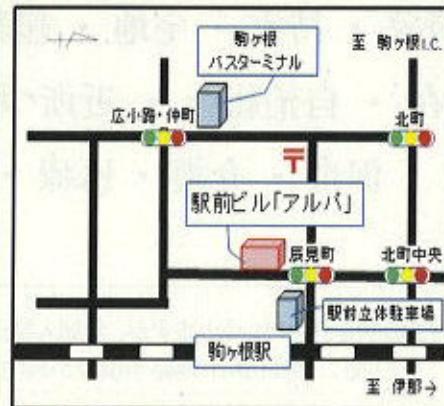 駒ヶ根
バスターミナル
至 駒ヶ根I.C.
広小路・仲町
北町
〒
駅前ビル「アルパ」
辰見町
北町中央
駅前立体駐車場
駒ヶ根駅
至 伊那→